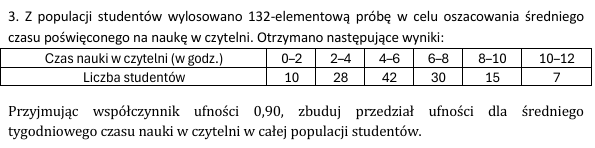 3. Z populacji studentów wylosowano 132-elementową próbę w celu oszacowania średniego
czasu poświęconego na naukę w czytelni. Otrzymano następujące wyniki:
Czas nauki w czytelni (w godz.) 0–2 2–4 4–6 6–8 8–10 10–12
Liczba studentów 10 28 42 30 15 7
Przyjmując współczynnik ufności 0,90, zbuduj przedział ufności dla średniego
tygodniowego czasu nauki w czytelni w całej populacji studentów.